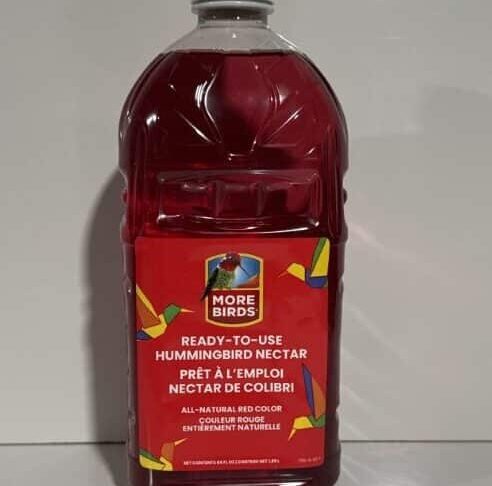 MORE
BIRDS
READY-TO-USE
HUMMINGBIRD NECTAR
PRÊT À L'EMPLOI
NECTAR DE COLIBRI
ALL-NATURAL RED COLOR
COULEUR ROUGE
ENTIÈREMENT NATURELLE